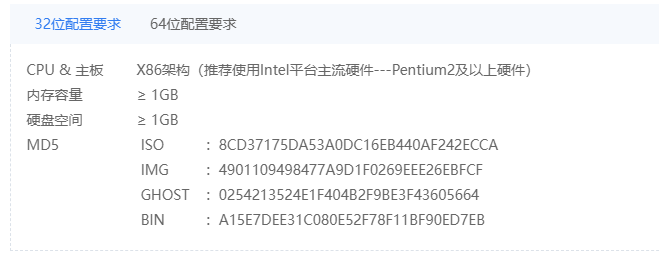 32位配置要求 64位配置要求
CPU & 主板 X86架构（推荐使用Intel平台主流硬件---Pentium2及以上硬件）
内存容量 ≥ 1GB
硬盘空间 ≥ 1GB
MD5 ISO ： 8CD37175DA53A0DC16EB440AF242ECCA
IMG ： 4901109498477A9D1F0269EEE26EBFCF
GHOST ： 0254213524E1F404B2F9BE3F43605664
BIN ： A15E7DEE31C080E52F78F11BF90ED7EB